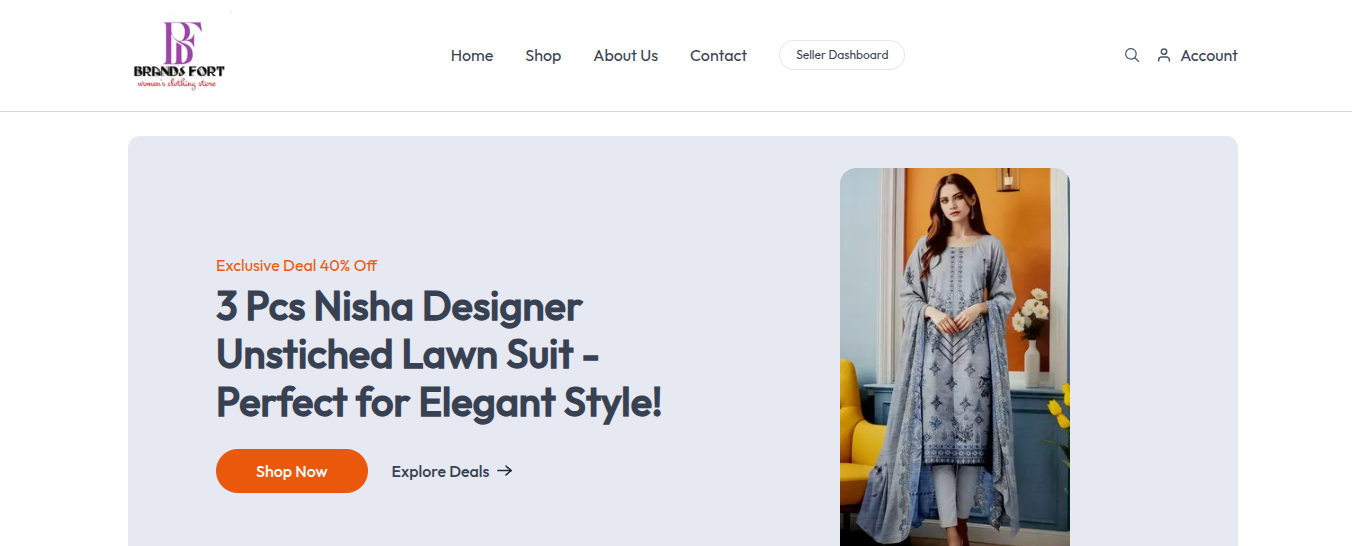 BF
BRANDS FORT
women's clothing store
Home
Shop
About Us
Contact
Seller Dashboard
Account
Exclusive Deal 40% Off
3 Pcs Nisha Designer
Unstiched Lawn Suit -
Perfect for Elegant Style!
Shop Now
Explore Deals →